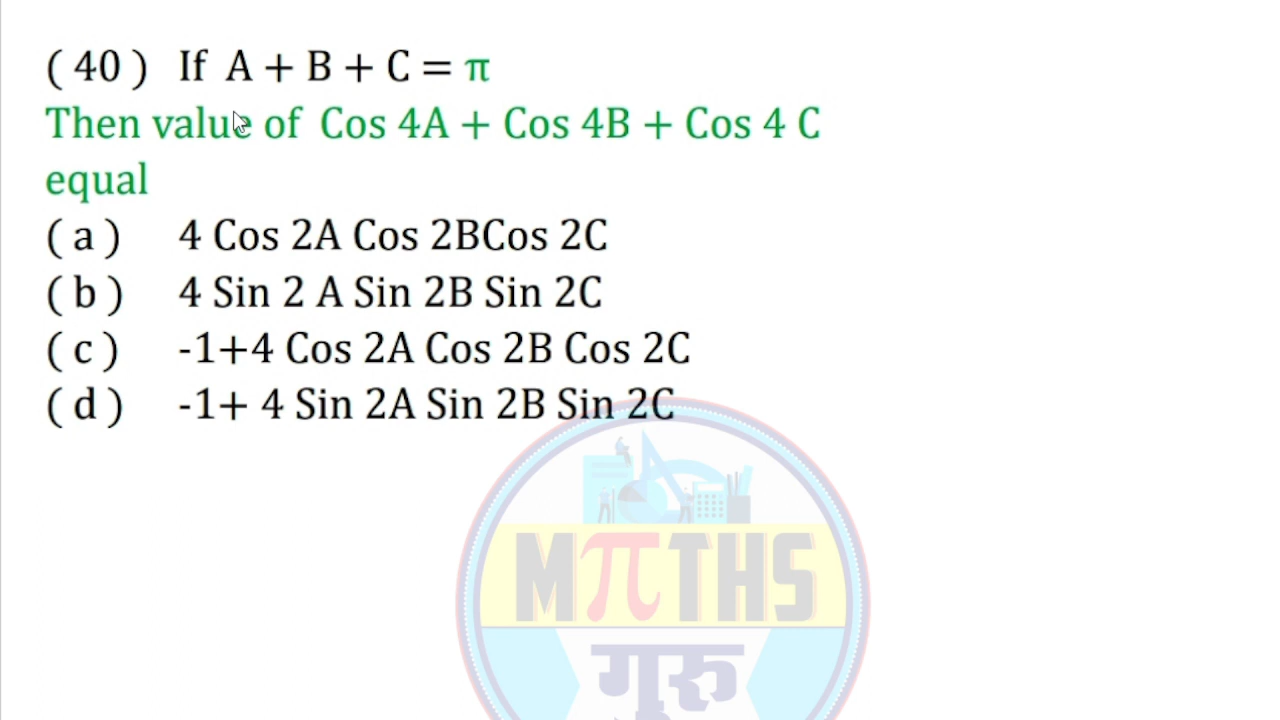 ( 40 ) If A + B + C = π
Then value of Cos 4A + Cos 4B + Cos 4 C
equal
( a ) 4 Cos 2A Cos 2BCos 2C
( b ) 4 Sin 2 A Sin 2B Sin 2C
( c ) -1+4 Cos 2A Cos 2B Cos 2C
( d ) -1+ 4 Sin 2A Sin 2B Sin 2C
MπTHS
गुरु